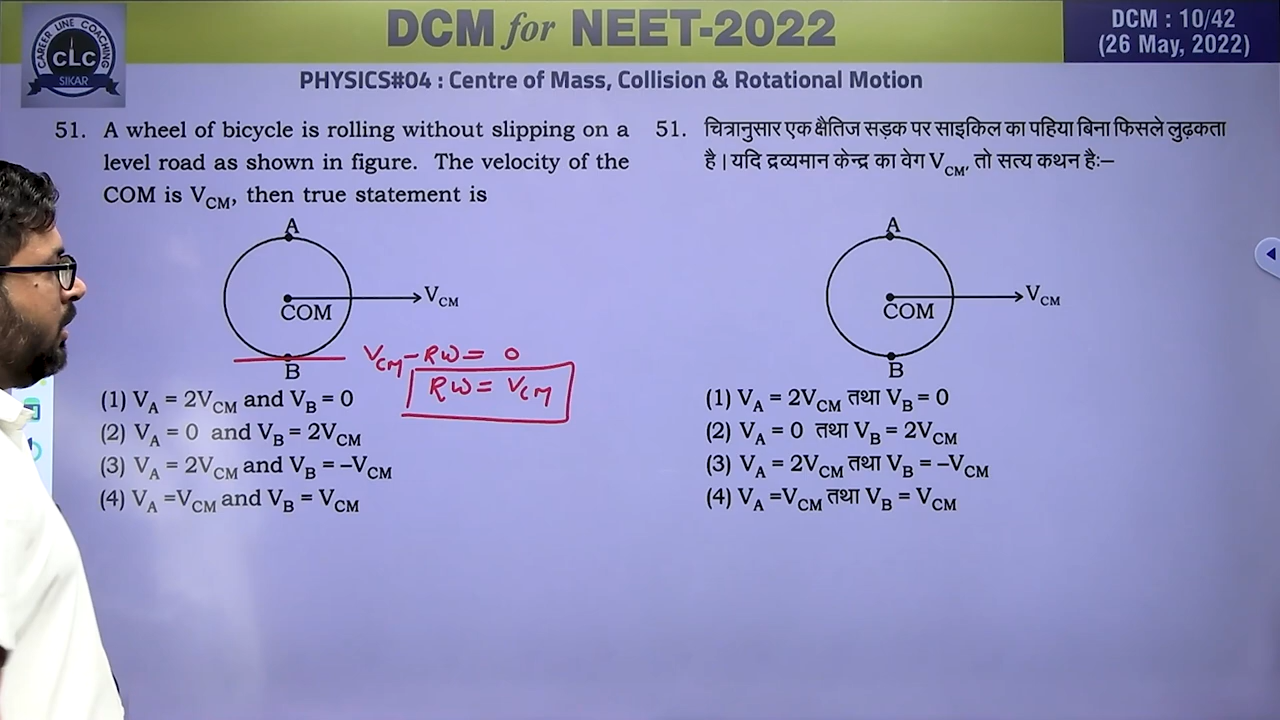 DCM for NEET-2022
DCM : 10/42
(26 May, 2022)
CAREER LINE COACHING
CLC
SIKAR
PHYSICS#04 : Centre of Mass, Collision & Rotational Motion
51. A wheel of bicycle is rolling without slipping on a
level road as shown in figure. The velocity of the
COM is VCM, then true statement is
A
COM
VCM
B
VCM – RW = 0
RW = VCM
(1) VA = 2VCM and VB = 0
(2) VA = 0 and VB = 2VCM
(3) VA = 2VCM and VB = –VCM
(4) VA =VCM and VB = VCM
51. चित्रानुसार एक क्षैतिज सड़क पर साइकिल का पहिया बिना फिसले लुढ़कता
है। यदि द्रव्यमान केन्द्र का वेग VCM, तो सत्य कथन है:–
A
COM
VCM
B
(1) VA = 2VCM तथा VB = 0
(2) VA = 0 तथा VB = 2VCM
(3) VA = 2VCM तथा VB = –VCM
(4) VA =VCM तथा VB = VCM